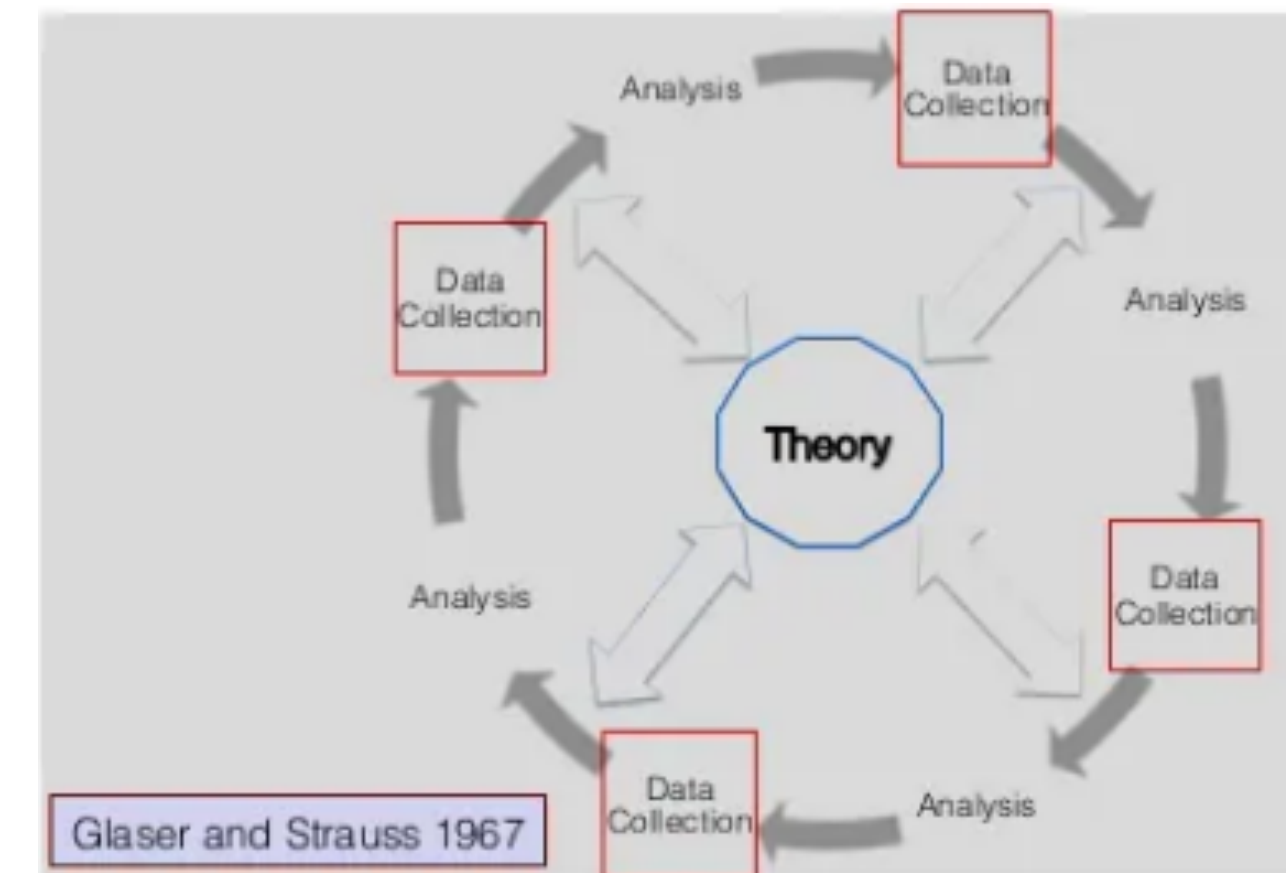 Analysis
Data
Collection
Data
Collection
Analysis
Theory
Analysis
Data
Collection
Data
Collection
Analysis
Glaser and Strauss 1967